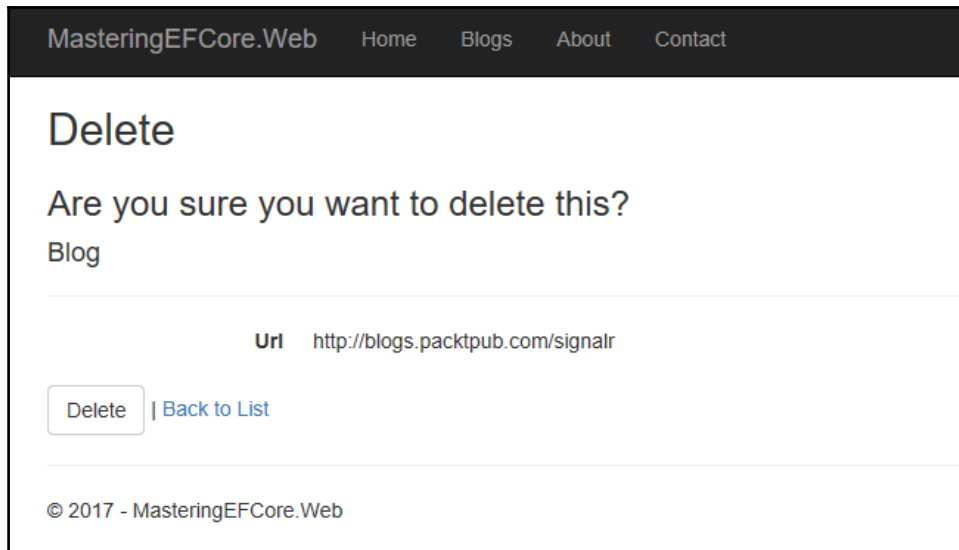 MasteringEFCore.Web Home Blogs About Contact
Delete
Are you sure you want to delete this?
Blog
Url http://blogs.packtpub.com/signalr
Delete | Back to List
© 2017 - MasteringEFCore.Web